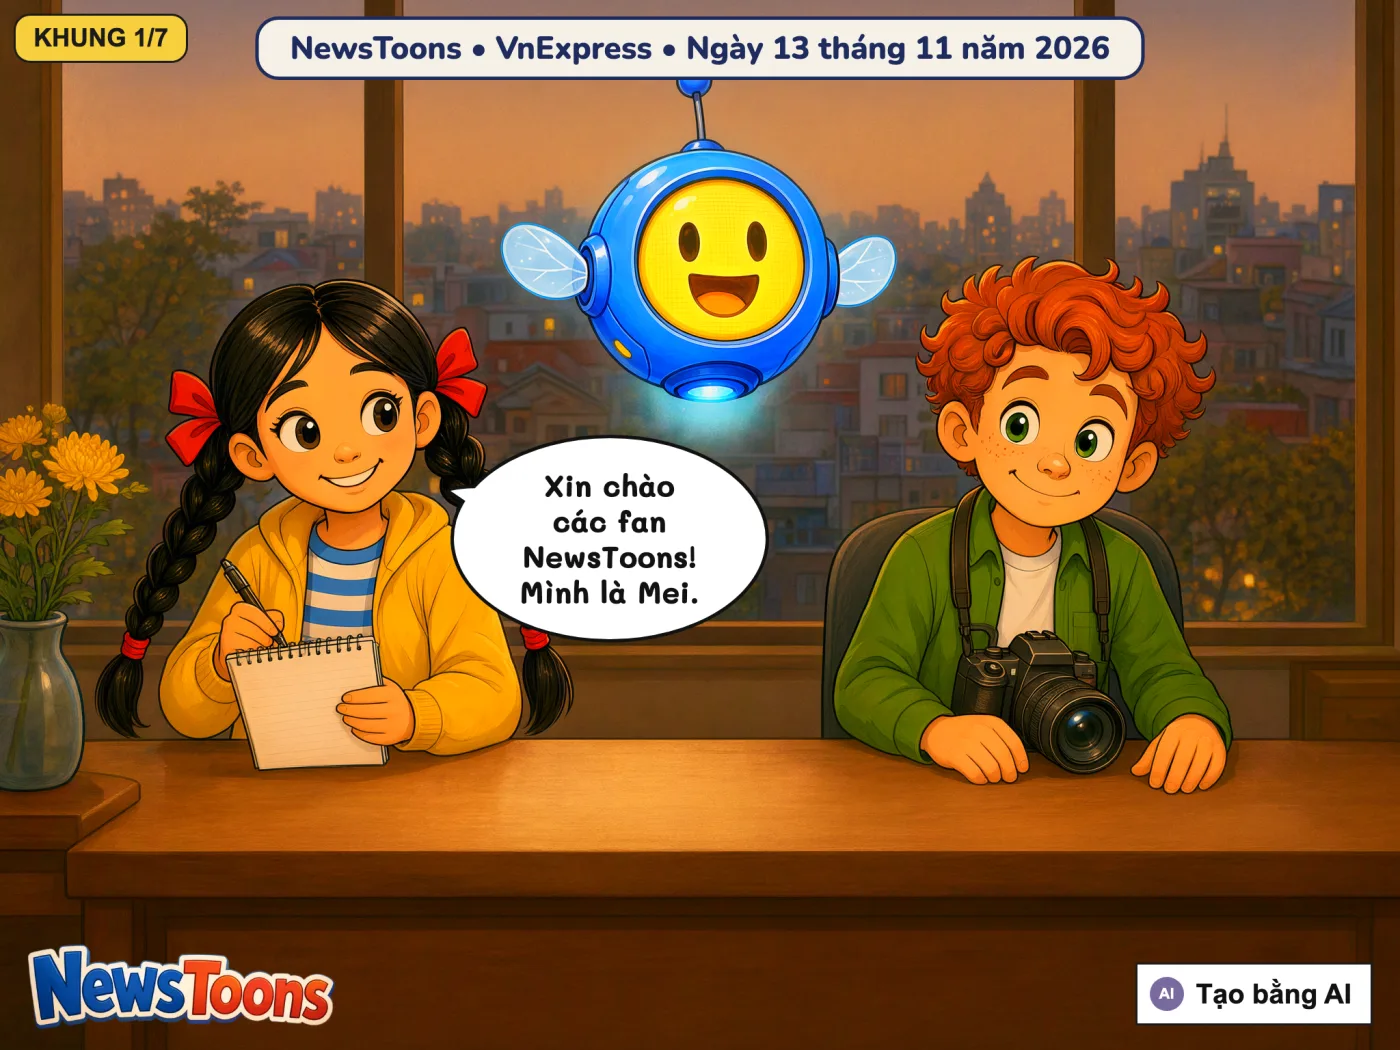 KHUNG 1/7
NewsToons • VnExpress • Ngày 13 tháng 11 năm 2026
Xin chào
các fan
NewsToons!
Mình là Mei.
NewsToons
AI Tạo bằng AI